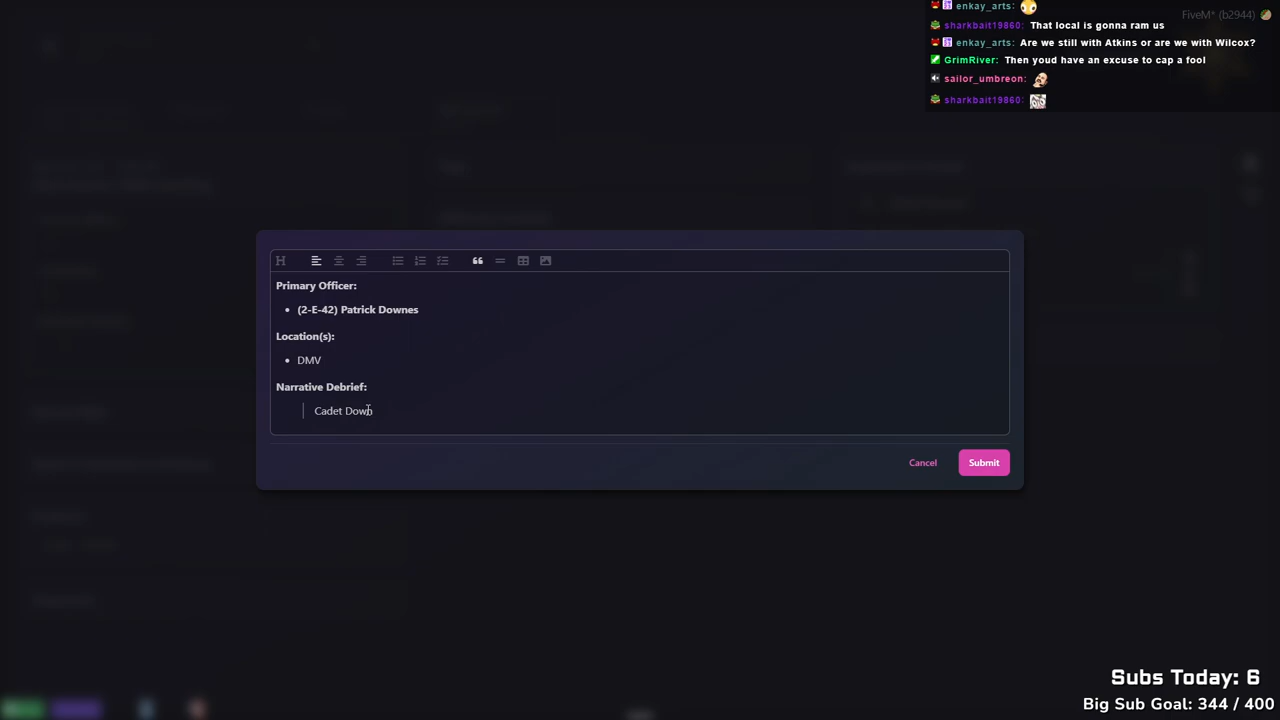 enkay_arts:
FiveM* (b2944)
sharkbait19860: That local is gonna ram us
enkay_arts: Are we still with Atkins or are we with Wilcox?
GrimRiver: Then youd have an excuse to cap a fool
sailor_umbreon:
sharkbait19860:
Primary Officer:
(2-E-42) Patrick Downes
Location(s):
DMV
Narrative Debrief:
Cadet Down
Cancel
Submit
Subs Today: 6
Big Sub Goal: 344 / 400